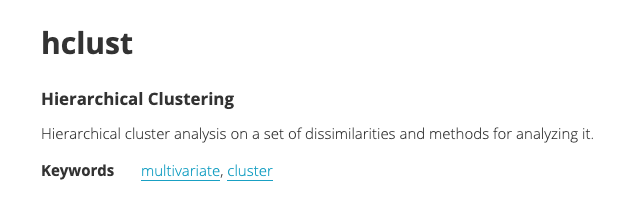 hclust
Hierarchical Clustering
Hierarchical cluster analysis on a set of dissimilarities and methods for analyzing it.
Keywords multivariate, cluster